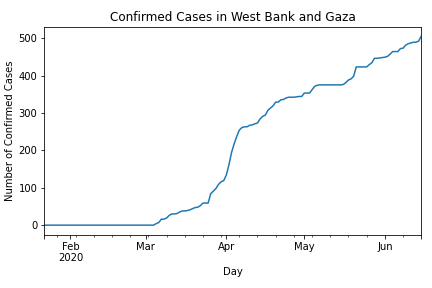 Confirmed Cases in West Bank and Gaza
Number of Confirmed Cases
500
400
300
200
100
0
Feb
2020
Mar
Apr
May
Jun
Day